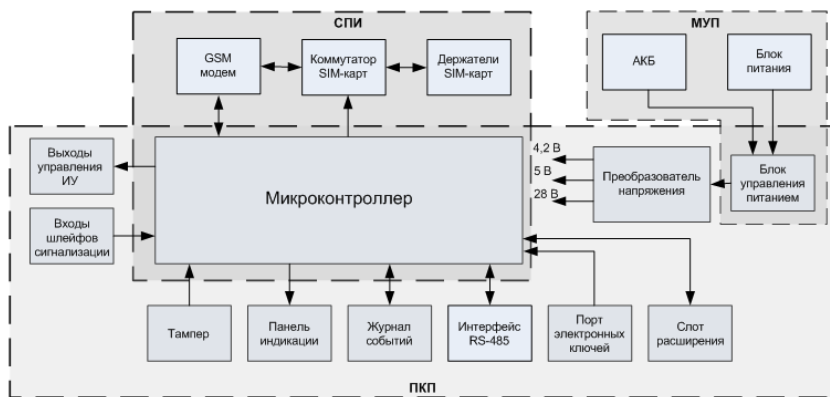 СПИ
МУП
GSM
модем
Коммутатор
SIM-карт
Держатели
SIM-карт
АКБ
Блок
питания
Выходы
управления
ИУ
Микроконтроллер
4,2 В
5 В
28 В
Преобразователь
напряжения
Блок
управления
питанием
Входы
шлейфов
сигнализации
Тампер
Панель
индикации
Журнал
событий
Интерфейс
RS-485
Порт
электронных
ключей
Слот
расширения
ПКП